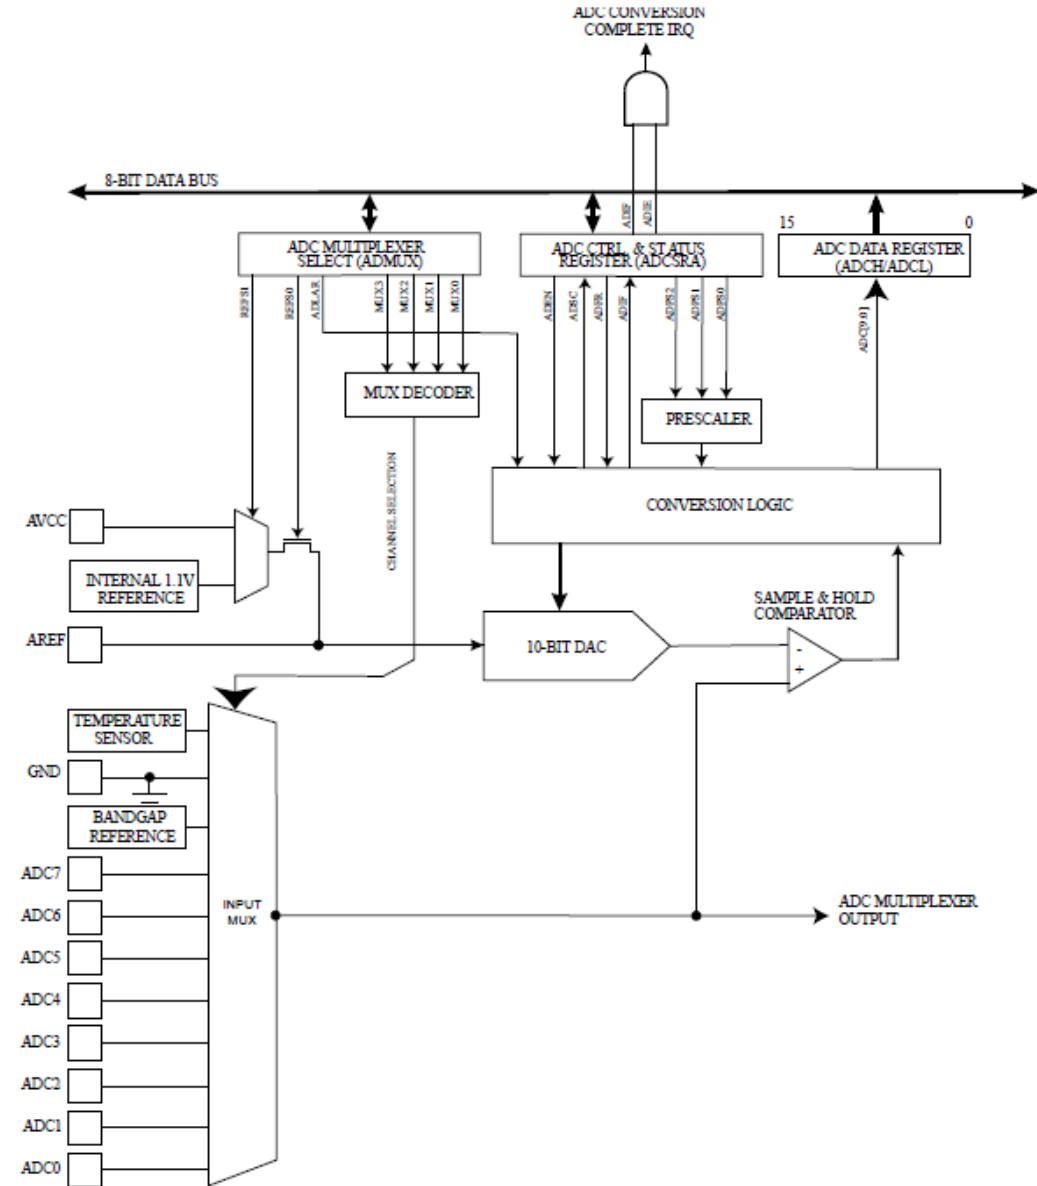 ADC CONVERSION
COMPLETE IRQ
8-BIT DATA BUS
ADIF
ADIE
15
0
ADC MULTIPLEXER
SELECT (ADMUX)
ADC CTRL. & STATUS
REGISTER (ADCSRA)
ADC DATA REGISTER
(ADCH/ADCL)
REFS1
REFS0
ADLAR
MUX3
MUX2
MUX1
MUX0
ADEN
ADSC
ADFR
ADIF
ADPS2
ADPS1
ADPS0
ADC[9:0]
MUX DECODER
PRESCALER
CHANNEL SELECTION
CONVERSION LOGIC
AVCC
INTERNAL 1.1V
REFERENCE
SAMPLE & HOLD
COMPARATOR
AREF
10-BIT DAC
-
+
TEMPERATURE
SENSOR
GND
BANDGAP
REFERENCE
ADC7
ADC6
INPUT
MUX
ADC MULTIPLEXER
OUTPUT
ADC5
ADC4
ADC3
ADC2
ADC1
ADC0